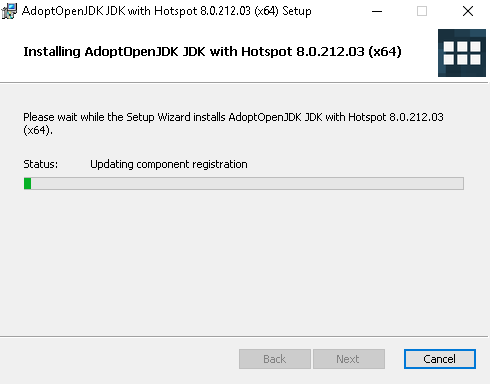 AdoptOpenJDK JDK with Hotspot 8.0.212.03 (x64) Setup
Installing AdoptOpenJDK JDK with Hotspot 8.0.212.03 (x64)
Please wait while the Setup Wizard installs AdoptOpenJDK JDK with Hotspot 8.0.212.03
(x64).
Status: Updating component registration
Back Next Cancel